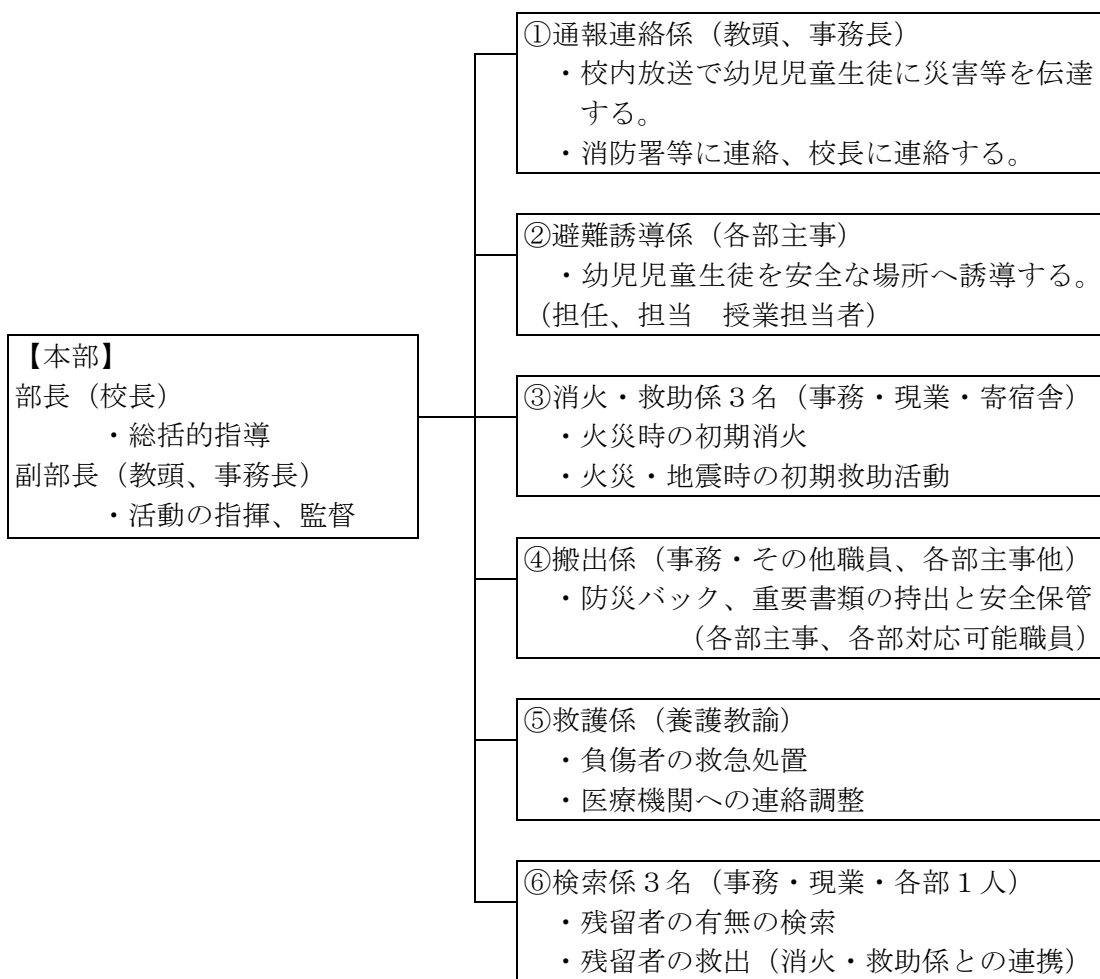 ①通報連絡係（教頭、事務長）
・校内放送で幼児児童生徒に災害等を伝達
する。
・消防署等に連絡、校長に連絡する。
②避難誘導係（各部主事）
・幼児児童生徒を安全な場所へ誘導する。
（担任、担当　授業担当者）
【本部】
部長（校長）
・総括的指導
副部長（教頭、事務長）
・活動の指揮、監督
③消火・救助係３名（事務・現業・寄宿舎）
・火災時の初期消火
・火災・地震時の初期救助活動
④搬出係（事務・その他職員、各部主事他）
・防災バック、重要書類の持出と安全保管
（各部主事、各部対応可能職員）
⑤救護係（養護教諭）
・負傷者の救急処置
・医療機関への連絡調整
⑥検索係３名（事務・現業・各部１人）
・残留者の有無の検索
・残留者の救出（消火・救助係との連携）